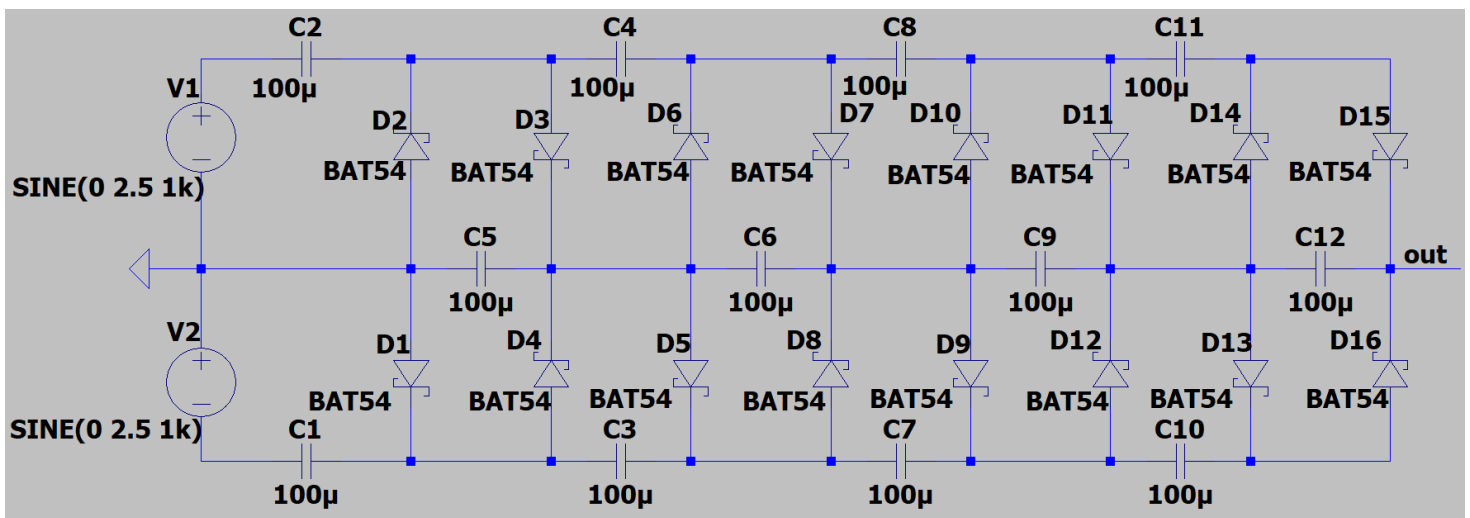 C2
C4
C8
C11
100µ
100µ
100µ
100µ
V1
+
−
SINE(0 2.5 1k)
D2
D3
D6
D7
D10
D11
D14
D15
BAT54
BAT54
BAT54
BAT54
BAT54
BAT54
BAT54
BAT54
C5
C6
C9
C12
out
100µ
100µ
100µ
100µ
V2
+
−
SINE(0 2.5 1k)
D1
D4
D5
D8
D9
D12
D13
D16
BAT54
BAT54
BAT54
BAT54
BAT54
BAT54
BAT54
BAT54
C1
C3
C7
C10
100µ
100µ
100µ
100µ